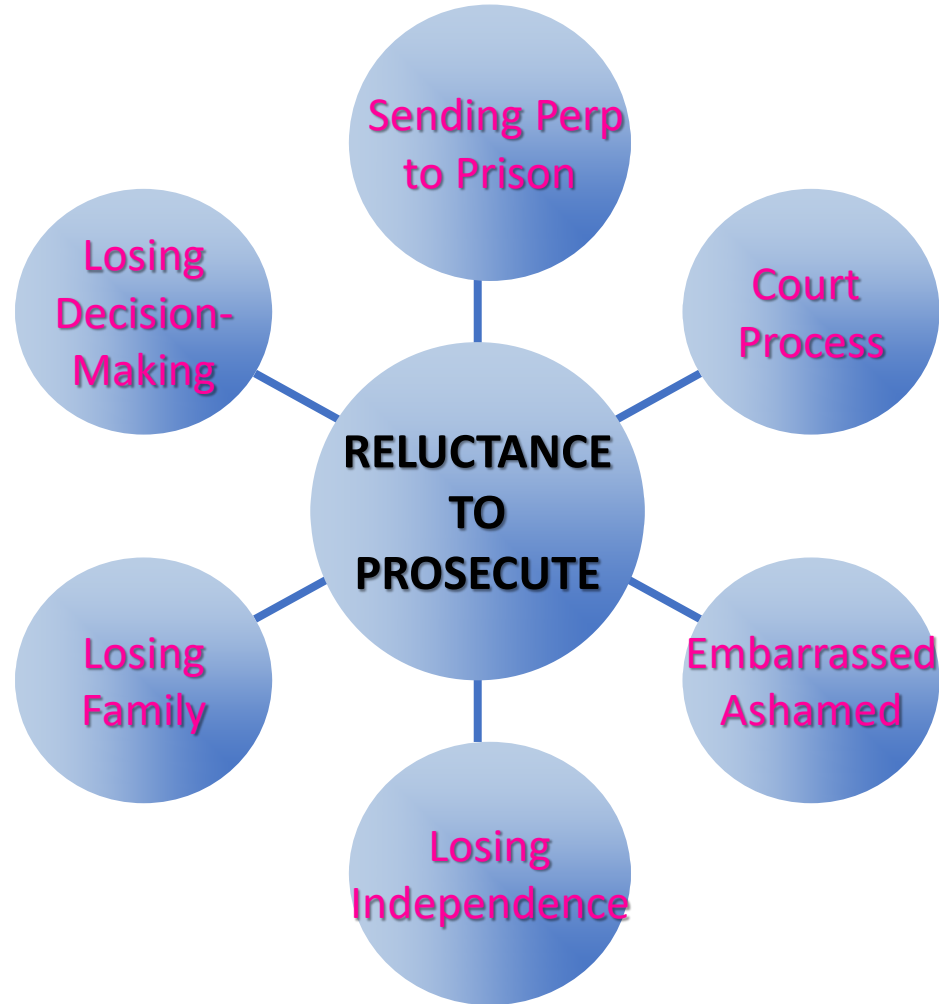 Sending Perp
to Prison
Losing
Decision-
Making
Court
Process
RELUCTANCE
TO
PROSECUTE
Losing
Family
Embarrassed
Ashamed
Losing
Independence